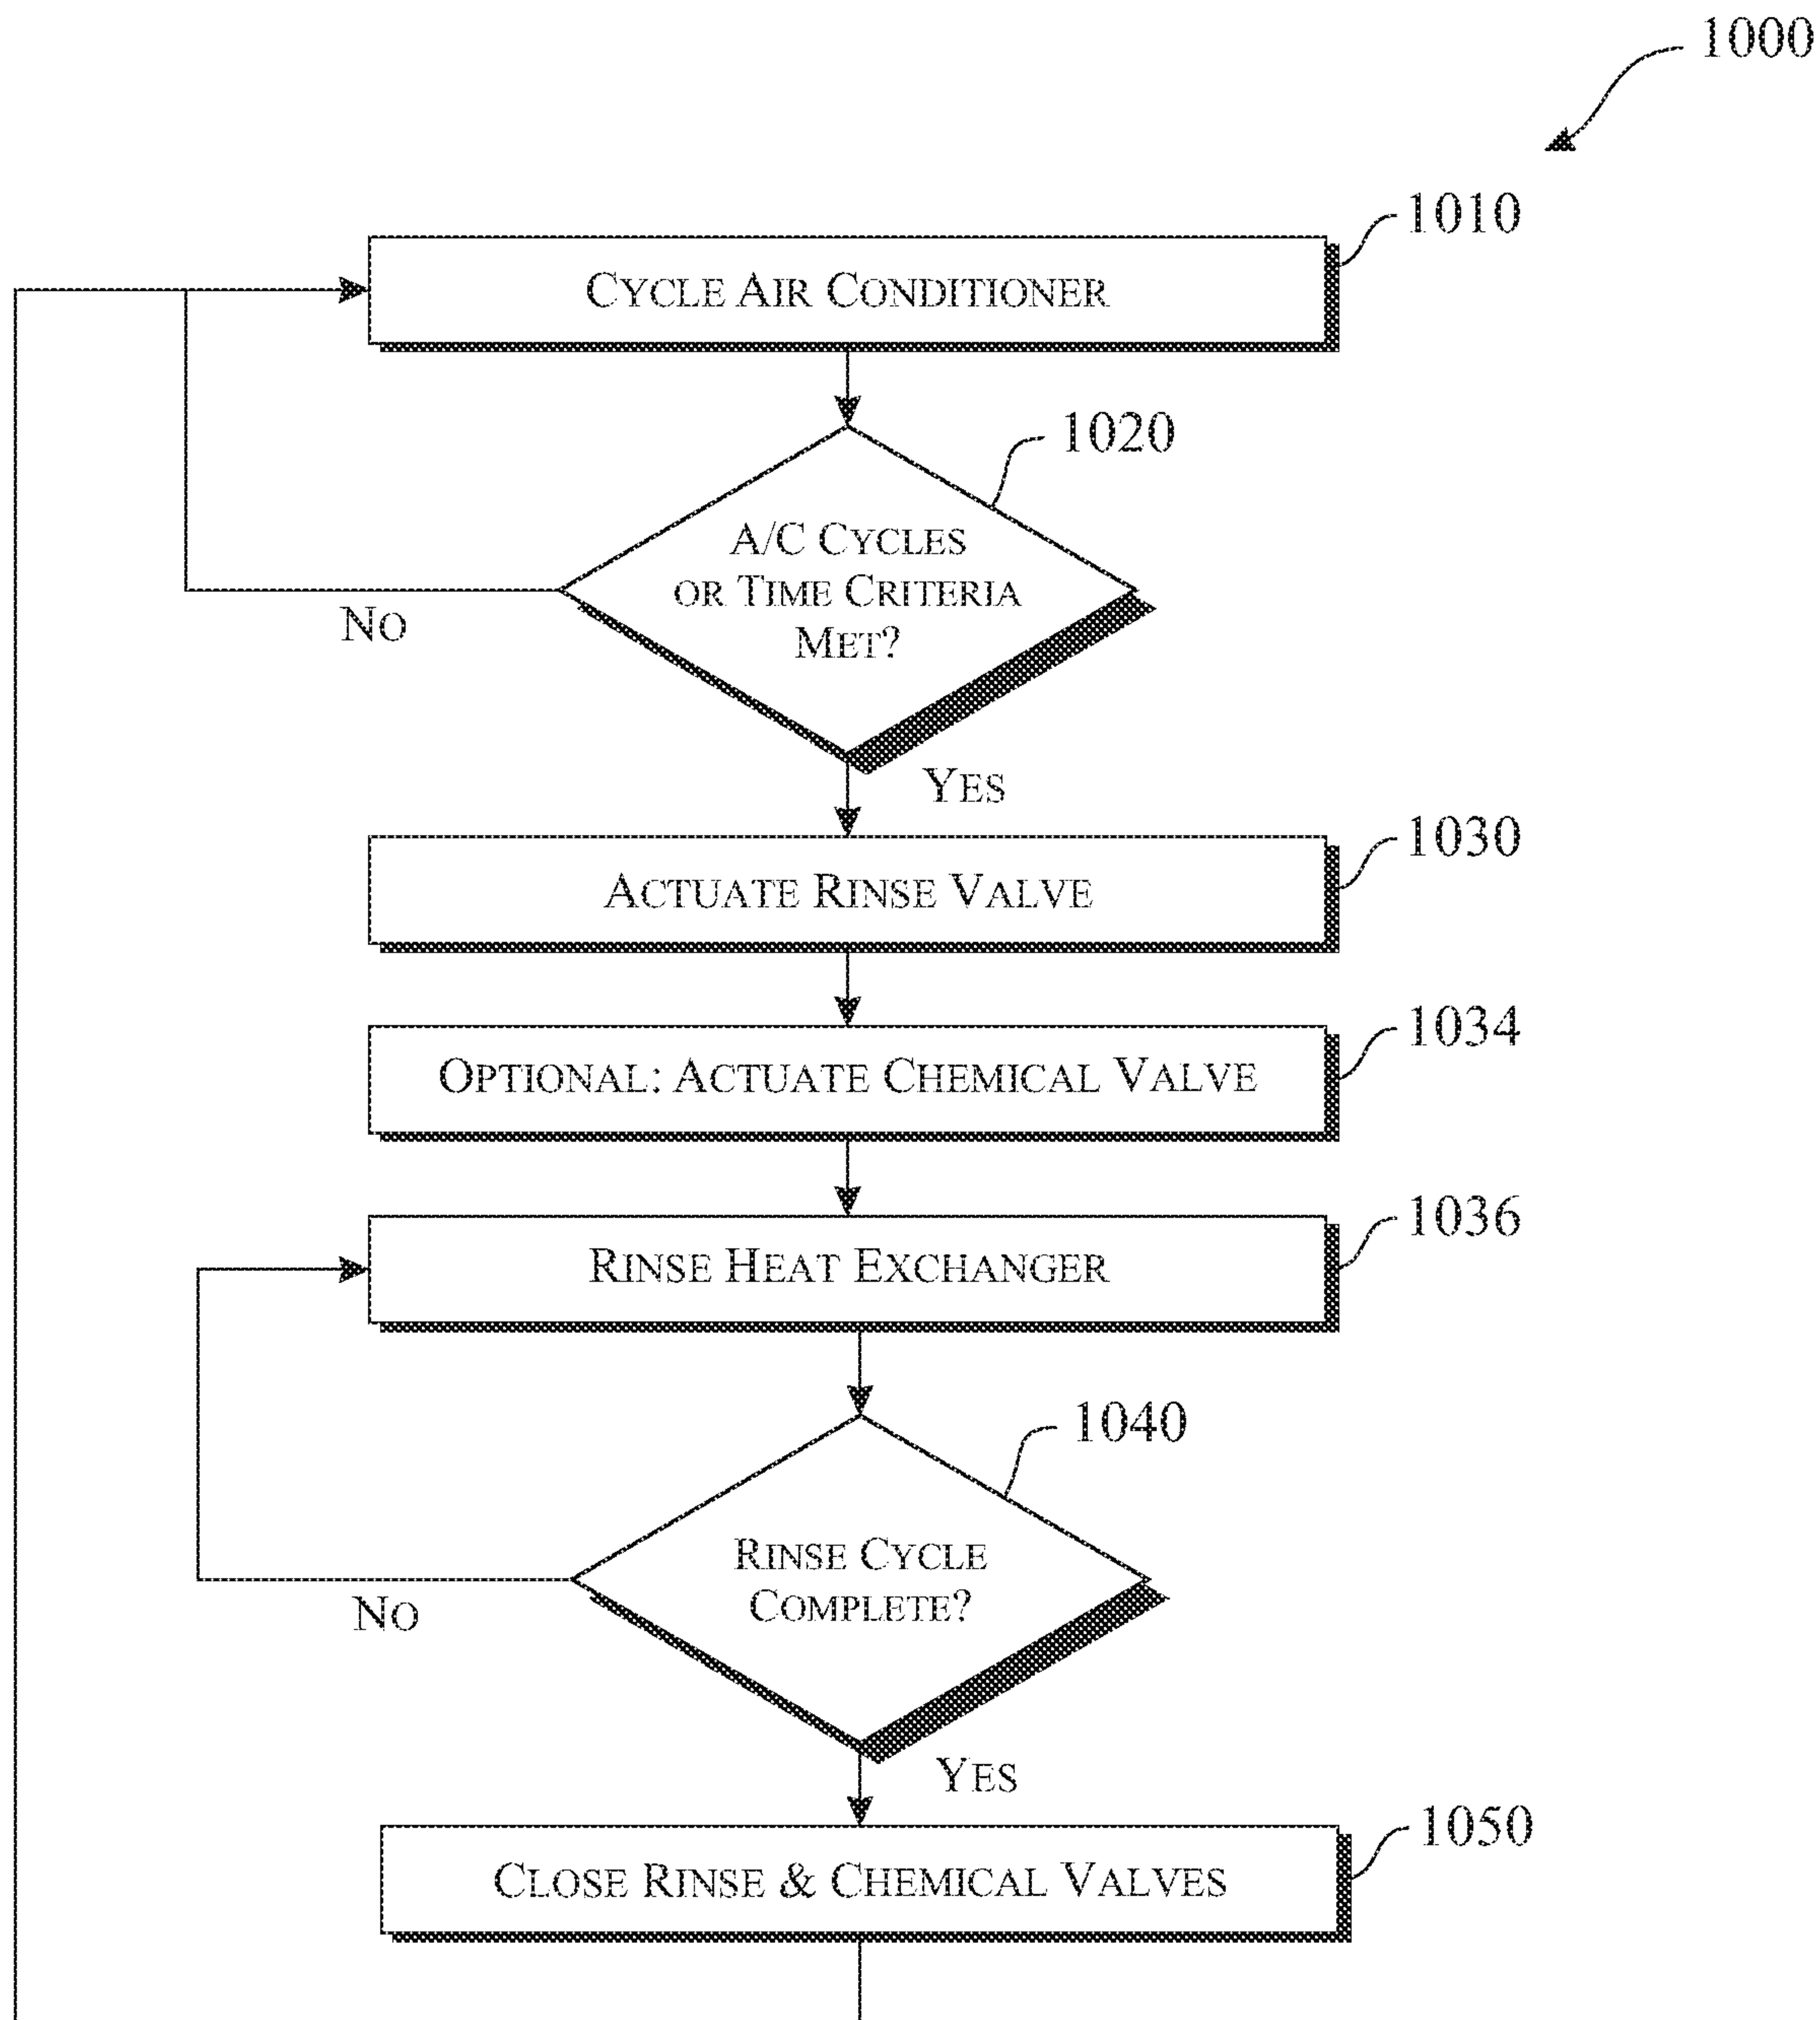 1000
1010
CYCLE AIR CONDITIONER
1020
A/C CYCLES
OR TIME CRITERIA
MET?
NO
YES
1030
ACTUATE RINSE VALVE
1034
OPTIONAL: ACTUATE CHEMICAL VALVE
1036
RINSE HEAT EXCHANGER
1040
RINSE CYCLE
COMPLETE?
NO
YES
1050
CLOSE RINSE & CHEMICAL VALVES